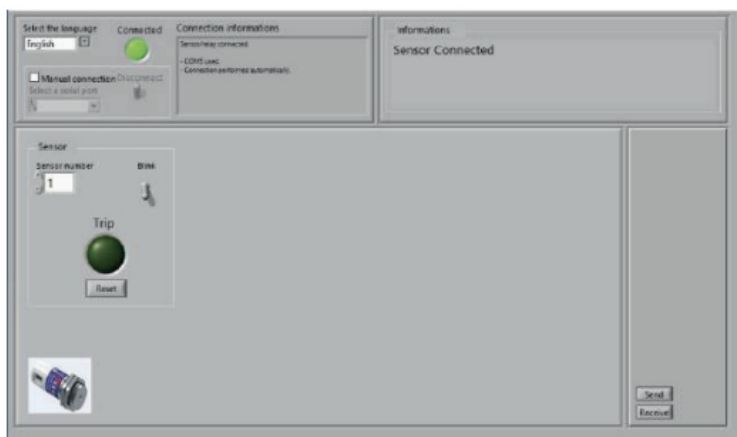 Select the language
English
Connected
Manual connection
Disconnect
Select a serial port
Connection informations
Sensor/relay connected
- COM5 used.
- Connection performed automatically.
Informations
Sensor Connected
Sensor
Sensor number
1
Blink
Trip
Reset
Send
Receive